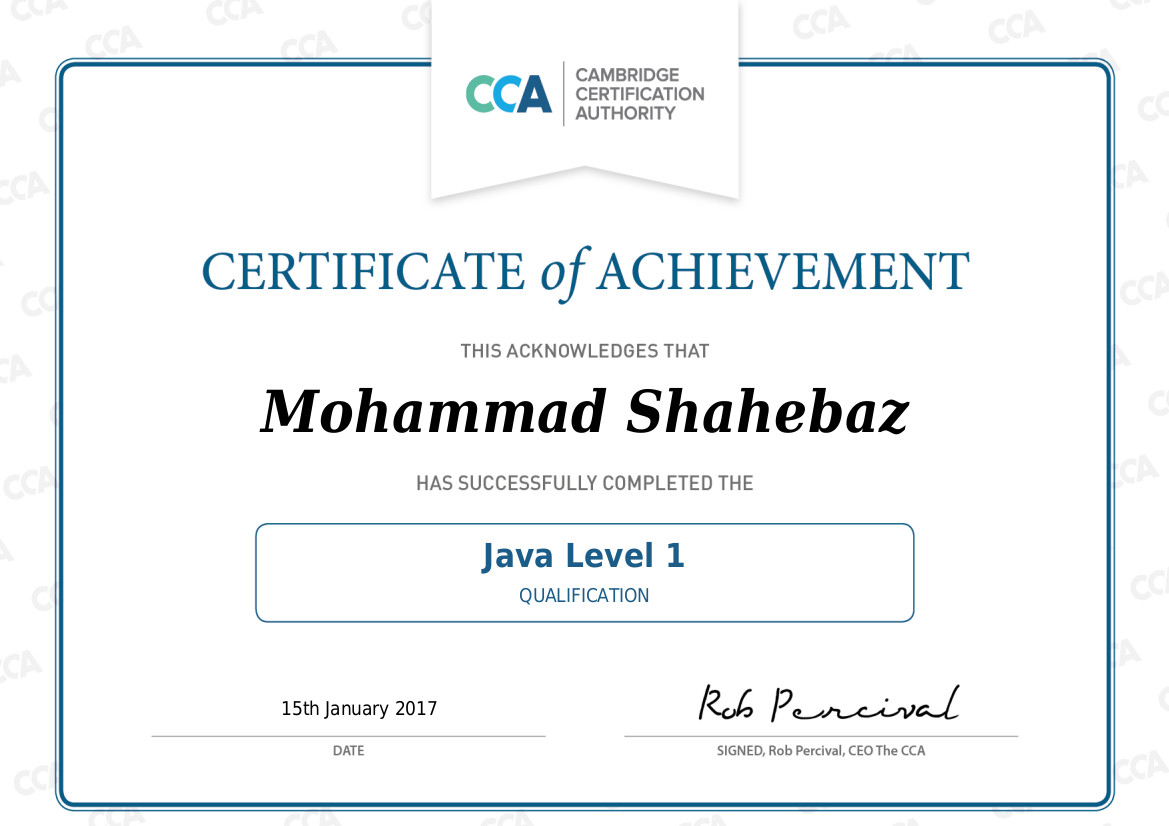 CCA
CAMBRIDGE
CERTIFICATION
AUTHORITY
CERTIFICATE of ACHIEVEMENT
THIS ACKNOWLEDGES THAT
Mohammad Shahebaz
HAS SUCCESSFULLY COMPLETED THE
Java Level 1
QUALIFICATION
15th January 2017
Rob Percival
DATE
SIGNED, Rob Percival, CEO The CCA